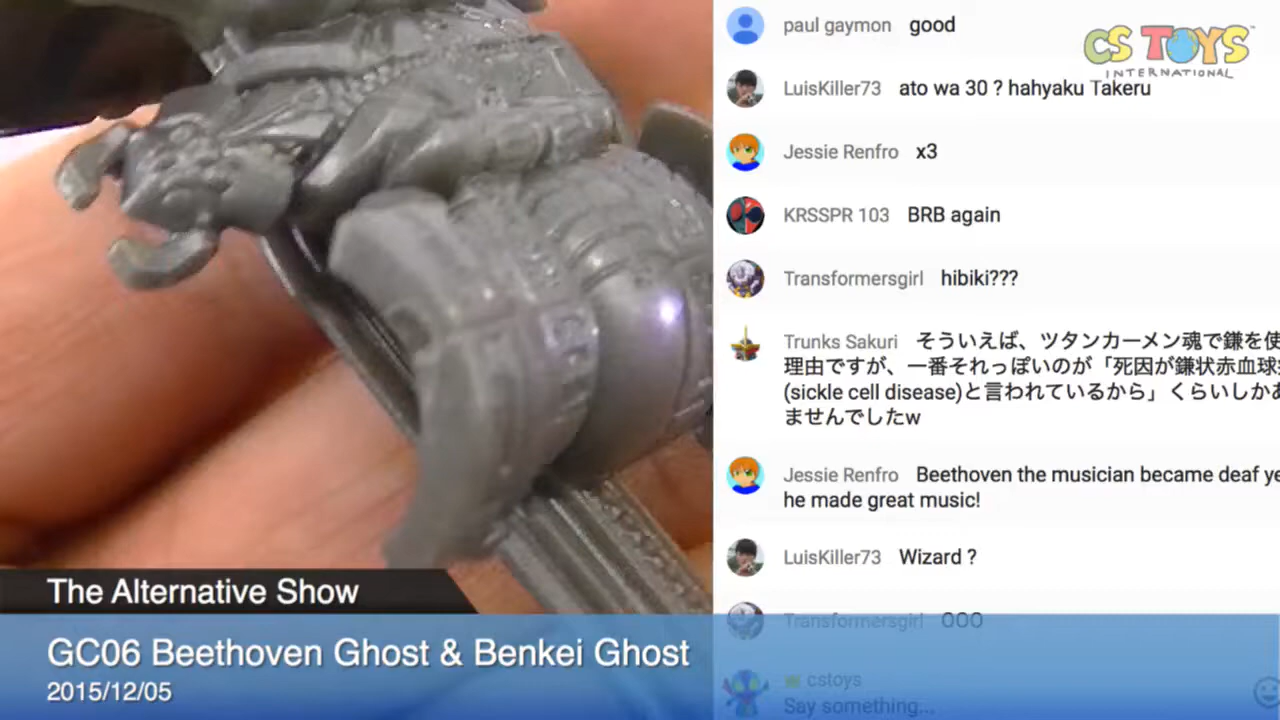 paul gaymon good
CS TOYS
INTERNATIONAL
LuisKiller73 ato wa 30 ? hahyaku Takeru
Jessie Renfro x3
KRSSPR 103 BRB again
Transformersgirl hibiki???
Trunks Sakuri そういえば、ツタンカーメン魂で鎌を使
理由ですが、一番それっぽいのが「死因が鎌状赤血球
(sickle cell disease)と言われているから」くらいしかあ
ませんでしたw
Jessie Renfro Beethoven the musician became deaf ye
he made great music!
LuisKiller73 Wizard ?
Transformersgirl OOO
cstoys
Say something...
The Alternative Show
GC06 Beethoven Ghost & Benkei Ghost
2015/12/05